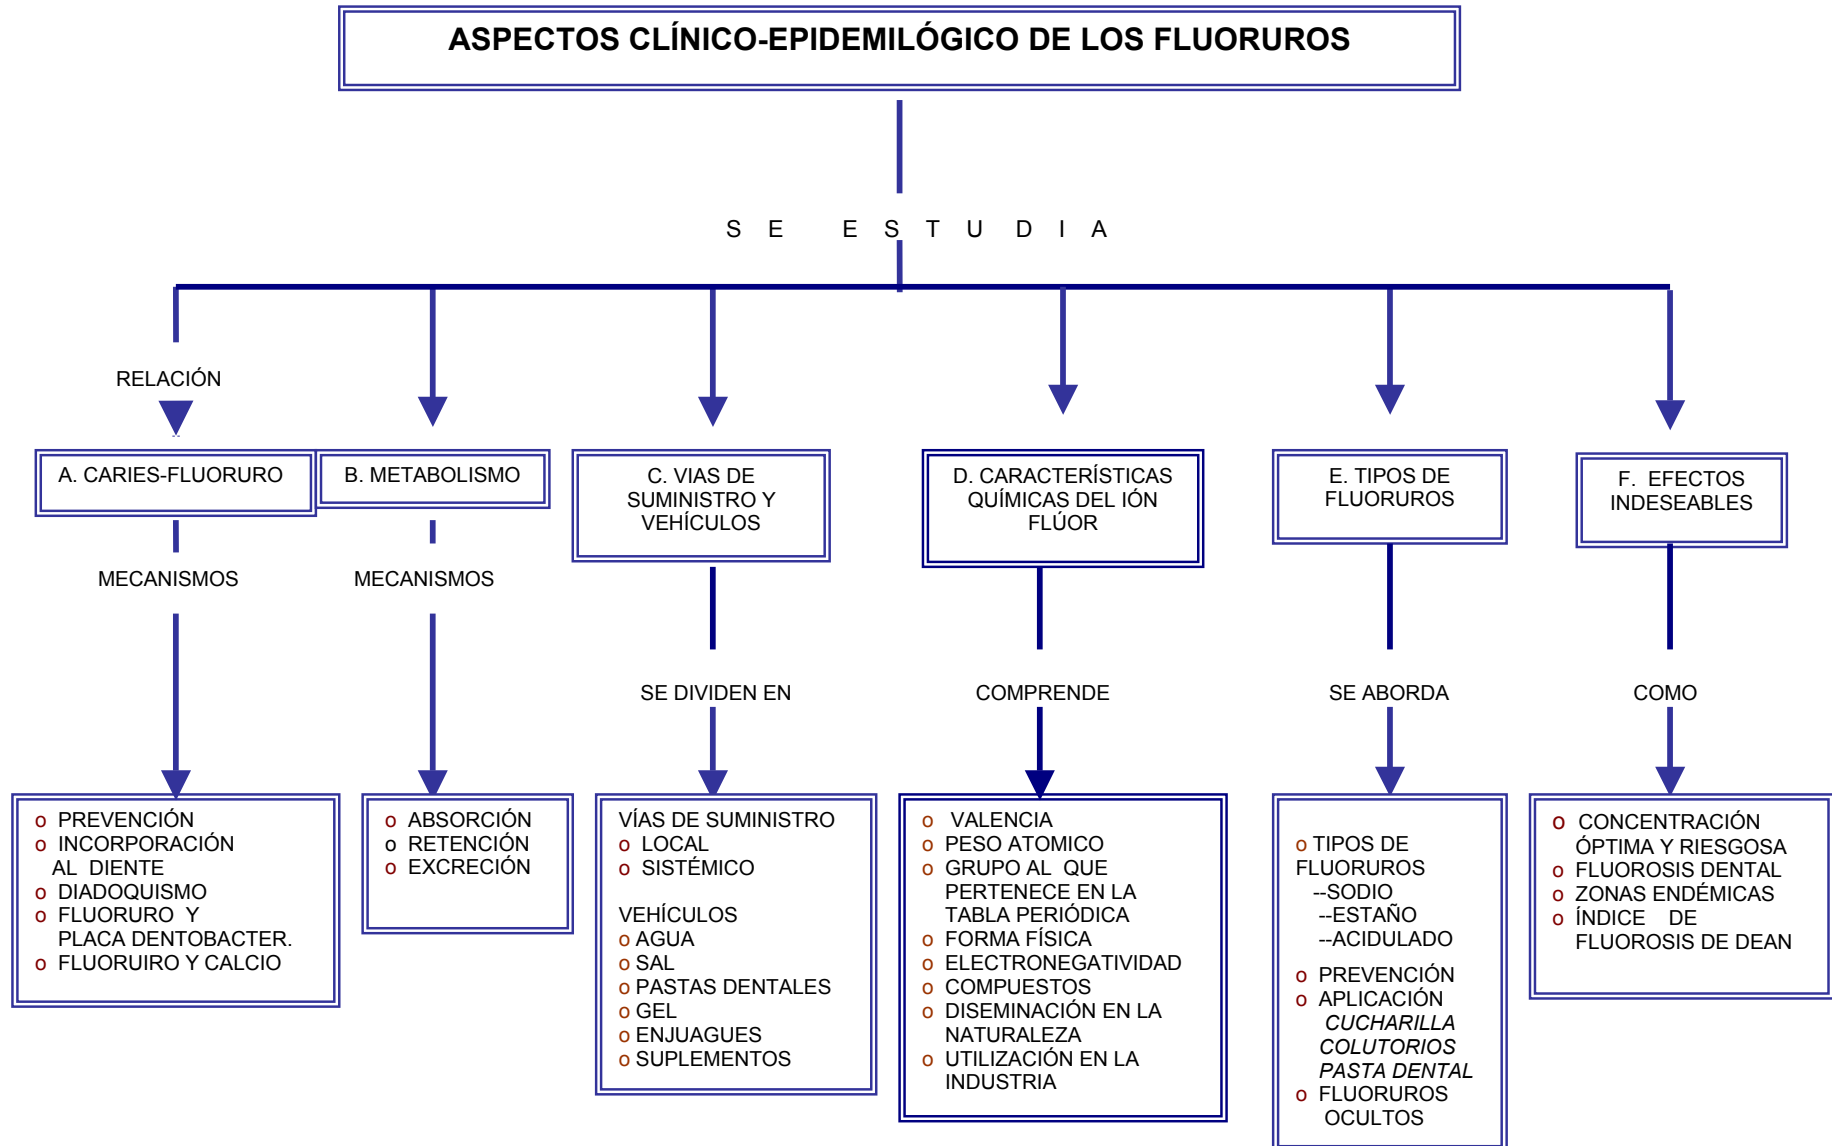 ASPECTOS CLÍNICO-EPIDEMILÓGICO DE LOS FLUORUROS
S E E S T U D I A
RELACIÓN
A. CARIES-FLUORURO
MECANISMOS
o PREVENCIÓN
o INCORPORACIÓN
AL DIENTE
o DIADOQUISMO
o FLUORURO Y
PLACA DENTOBACTER.
o FLUORUIRO Y CALCIO
B. METABOLISMO
MECANISMOS
o ABSORCIÓN
o RETENCIÓN
o EXCRECIÓN
C. VIAS DE
SUMINISTRO Y
VEHÍCULOS
SE DIVIDEN EN
VÍAS DE SUMINISTRO
o LOCAL
o SISTÉMICO
VEHÍCULOS
o AGUA
o SAL
o PASTAS DENTALES
o GEL
o ENJUAGUES
o SUPLEMENTOS
D. CARACTERÍSTÍCAS
QUÍMICAS DEL IÓN
FLÚOR
COMPRENDE
o VALENCIA
o PESO ATOMICO
o GRUPO AL QUE
PERTENECE EN LA
TABLA PERIÓDICA
o FORMA FÍSICA
o ELECTRONEGATIVIDAD
o COMPUESTOS
o DISEMINACIÓN EN LA
NATURALEZA
o UTILIZACIÓN EN LA
INDUSTRIA
E. TIPOS DE
FLUORUROS
SE ABORDA
o TIPOS DE
FLUORUROS
--SODIO
--ESTAÑO
--ACIDULADO
o PREVENCIÓN
o APLICACIÓN
CUCHARILLA
COLUTORIOS
PASTA DENTAL
o FLUORUROS
OCULTOS
F. EFECTOS
INDESEABLES
COMO
o CONCENTRACIÓN
ÓPTIMA Y RIESGOSA
o FLUOROSIS DENTAL
o ZONAS ENDÉMICAS
o ÍNDICE DE
FLUOROSIS DE DEAN